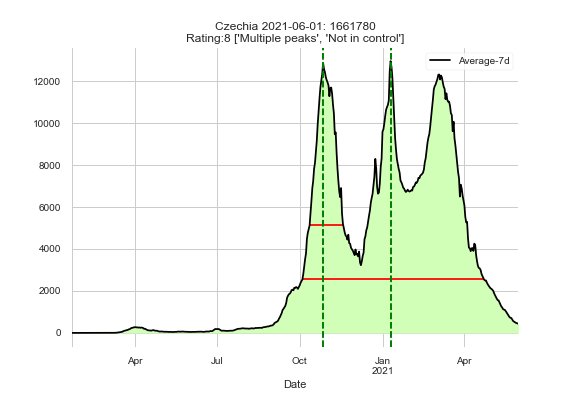 Czechia 2021-06-01: 1661780
Rating:8 ['Multiple peaks', 'Not in control']
Average-7d
12000
10000
8000
6000
4000
2000
0
Apr
Jul
Oct
Jan
2021
Apr
Date